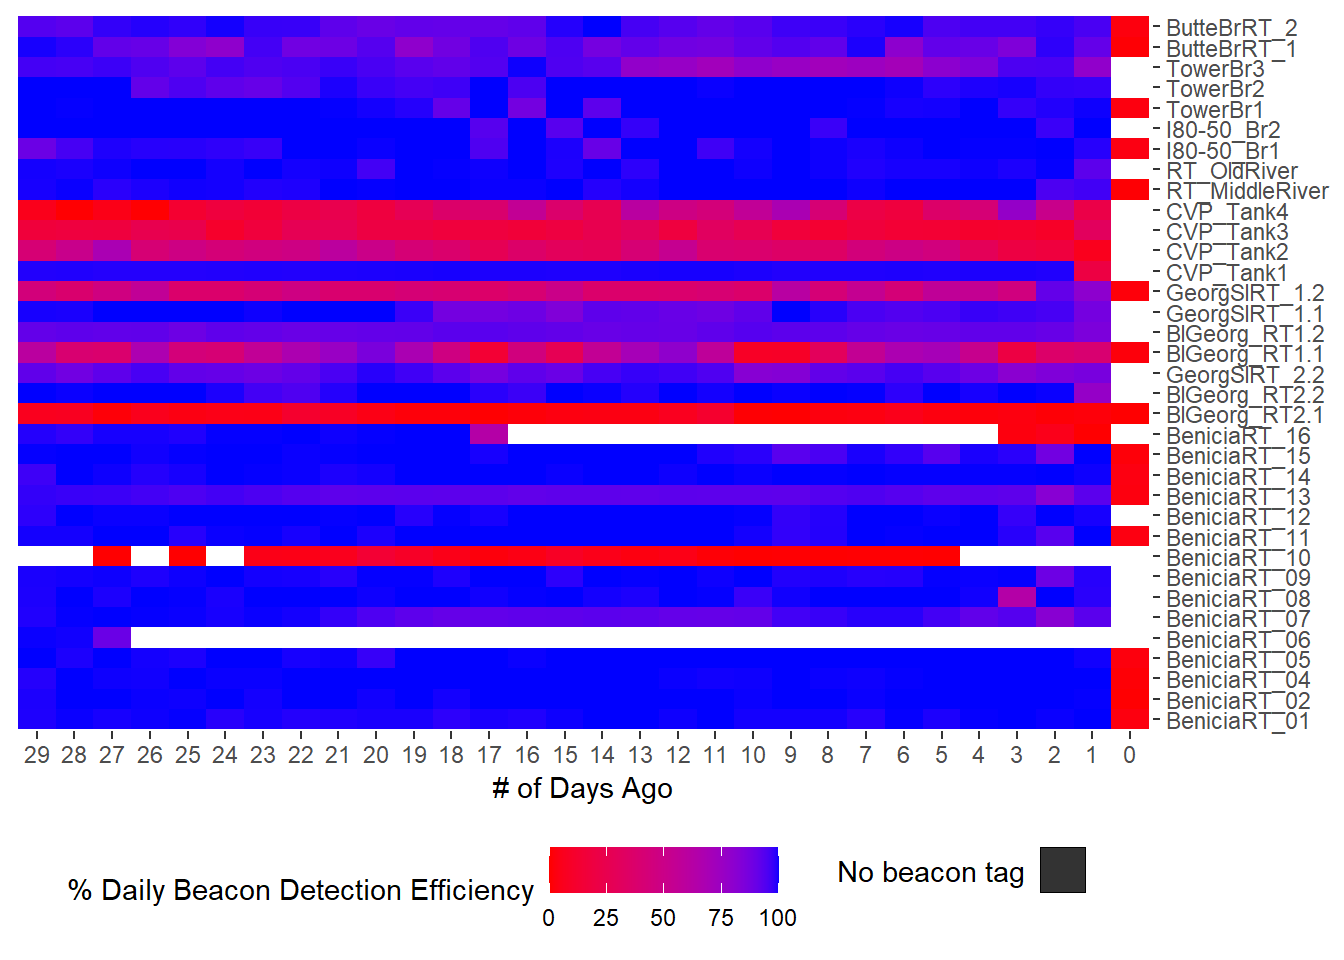 ButteBrRT_2
ButteBrRT_1
TowerBr3
TowerBr2
TowerBr1
I80-50_Br2
I80-50_Br1
RT_OldRiver
RT_MiddleRiver
CVP_Tank4
CVP_Tank3
CVP_Tank2
CVP_Tank1
GeorgSlRT_1.2
GeorgSlRT_1.1
BlGeorg_RT1.2
BlGeorg_RT1.1
GeorgSlRT_2.2
BlGeorg_RT2.2
BlGeorg_RT2.1
BeniciaRT_16
BeniciaRT_15
BeniciaRT_14
BeniciaRT_13
BeniciaRT_12
BeniciaRT_11
BeniciaRT_10
BeniciaRT_09
BeniciaRT_08
BeniciaRT_07
BeniciaRT_06
BeniciaRT_05
BeniciaRT_04
BeniciaRT_02
BeniciaRT_01
29 28 27 26 25 24 23 22 21 20 19 18 17 16 15 14 13 12 11 10 9 8 7 6 5 4 3 2 1 0
# of Days Ago
% Daily Beacon Detection Efficiency
0 25 50 75 100
No beacon tag